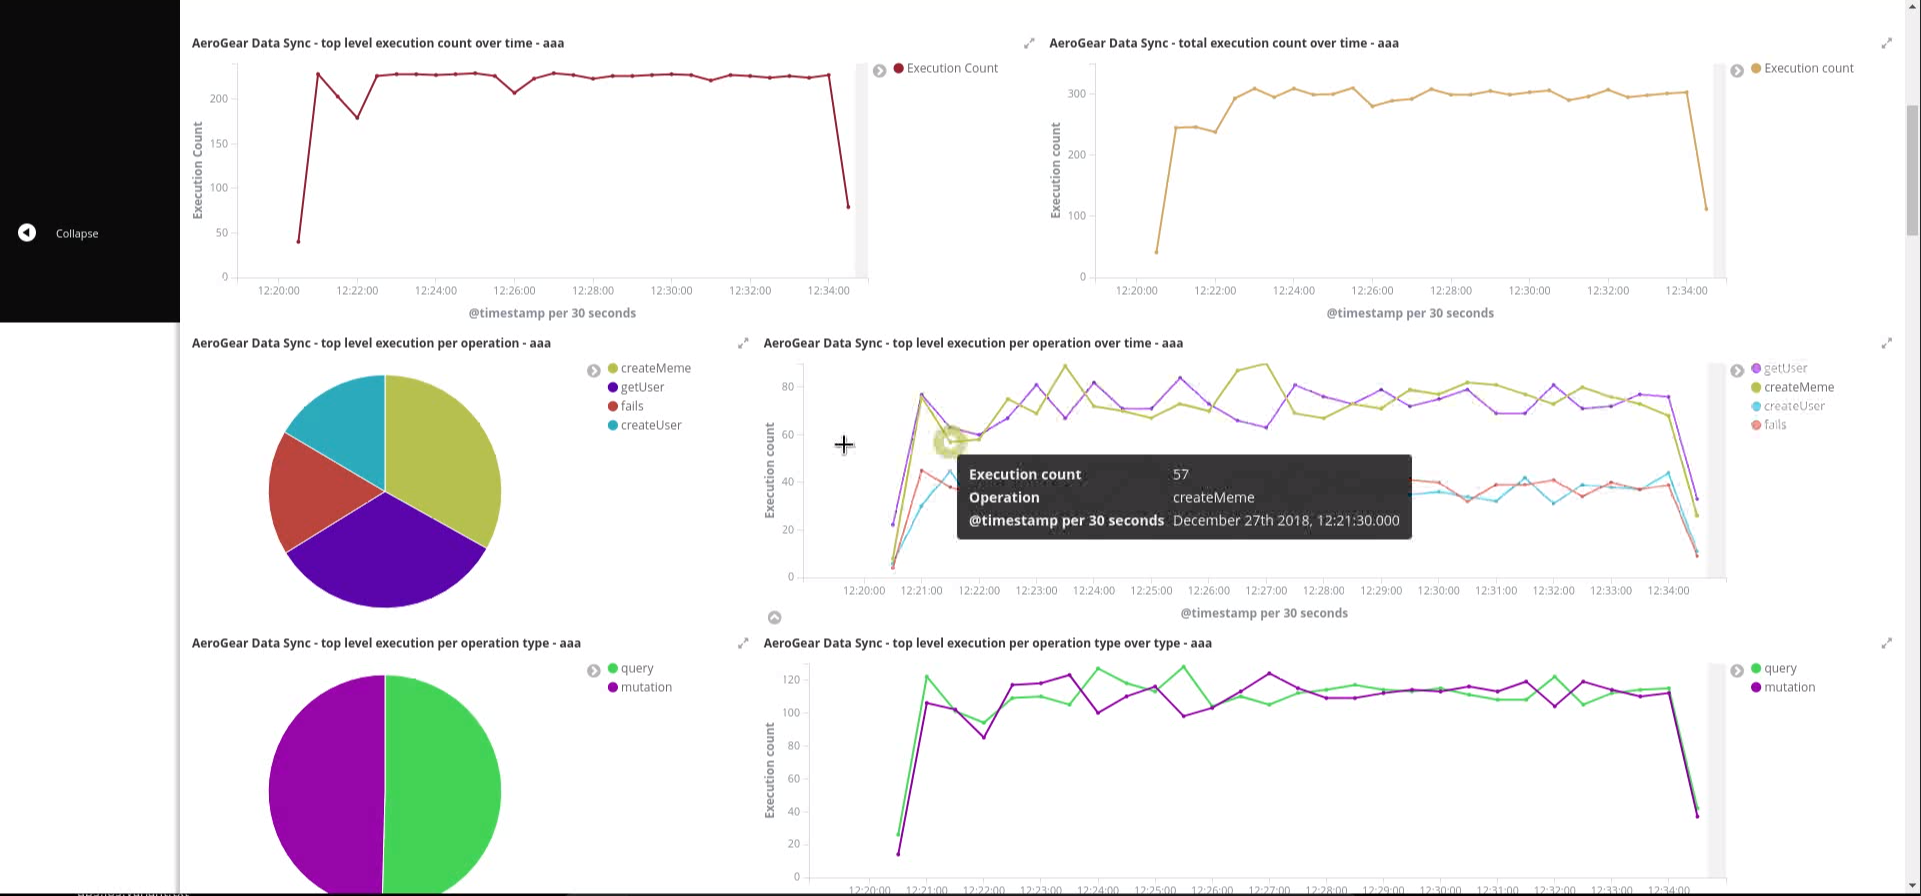 Collapse
AeroGear Data Sync - top level execution count over time - aaa
Execution Count
200
150
100
50
0
Execution Count
12:20:00 12:22:00 12:24:00 12:26:00 12:28:00 12:30:00 12:32:00 12:34:00
@timestamp per 30 seconds
AeroGear Data Sync - total execution count over time - aaa
Execution count
300
200
100
0
Execution count
12:20:00 12:22:00 12:24:00 12:26:00 12:28:00 12:30:00 12:32:00 12:34:00
@timestamp per 30 seconds
AeroGear Data Sync - top level execution per operation - aaa
createMeme
getUser
fails
createUser
AeroGear Data Sync - top level execution per operation over time - aaa
getUser
createMeme
createUser
fails
Execution count
80
60
40
20
0
Execution count 57
Operation createMeme
@timestamp per 30 seconds December 27th 2018, 12:21:30.000
12:20:00 12:21:00 12:22:00 12:23:00 12:24:00 12:25:00 12:26:00 12:27:00 12:28:00 12:29:00 12:30:00 12:31:00 12:32:00 12:33:00 12:34:00
@timestamp per 30 seconds
AeroGear Data Sync - top level execution per operation type - aaa
query
mutation
AeroGear Data Sync - top level execution per operation type over type - aaa
query
mutation
Execution count
120
100
80
60
40
20
0
12:20:00 12:21:00 12:22:00 12:23:00 12:24:00 12:25:00 12:26:00 12:27:00 12:28:00 12:29:00 12:30:00 12:31:00 12:32:00 12:33:00 12:34:00